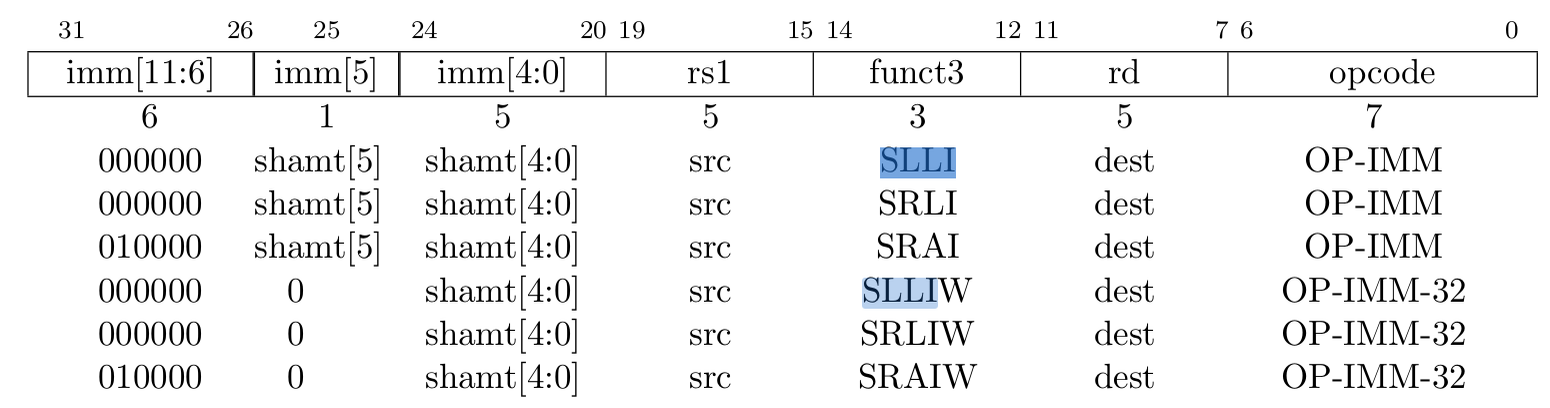 31 26 25 24 20 19 15 14 12 11 7 6 0
imm[11:6] imm[5] imm[4:0] rs1 funct3 rd opcode
6 1 5 5 3 5 7
000000 shamt[5] shamt[4:0] src SLLI dest OP-IMM
000000 shamt[5] shamt[4:0] src SRLI dest OP-IMM
010000 shamt[5] shamt[4:0] src SRAI dest OP-IMM
000000 0 shamt[4:0] src SLLIW dest OP-IMM-32
000000 0 shamt[4:0] src SRLIW dest OP-IMM-32
010000 0 shamt[4:0] src SRAIW dest OP-IMM-32